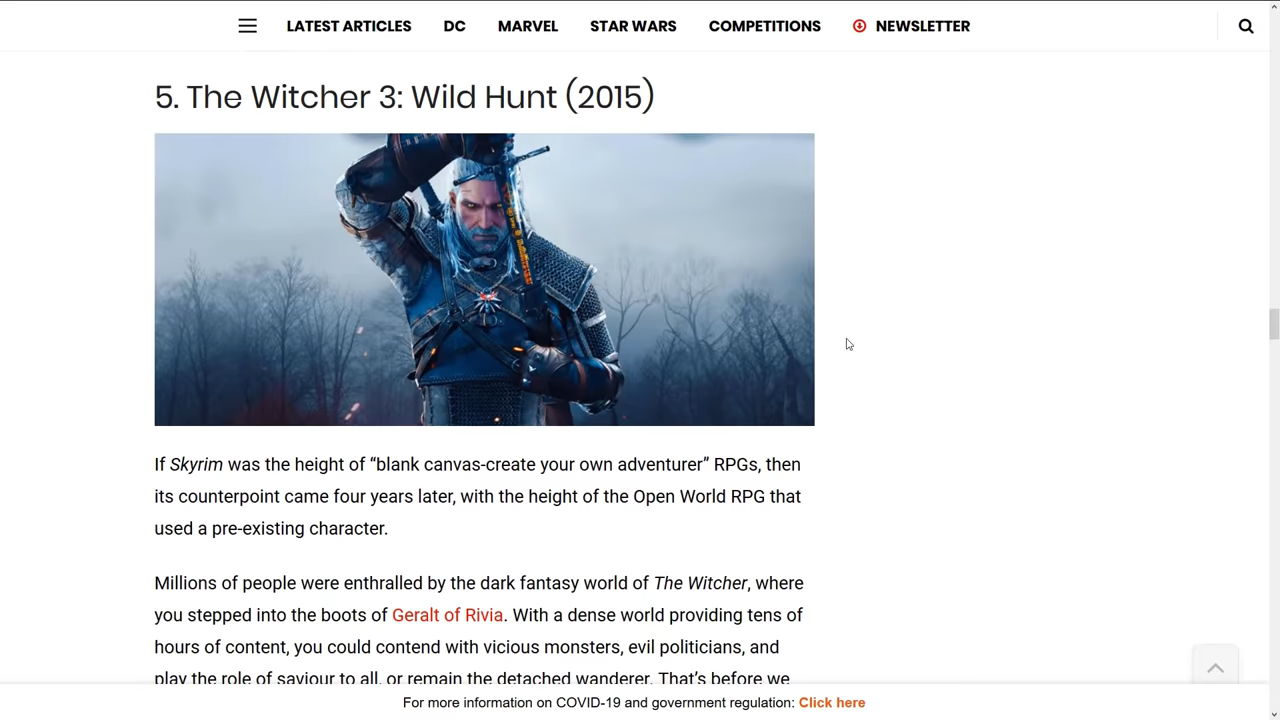 LATEST ARTICLES DC MARVEL STAR WARS COMPETITIONS NEWSLETTER
5. The Witcher 3: Wild Hunt (2015)
If Skyrim was the height of “blank canvas-create your own adventurer” RPGs, then
its counterpoint came four years later, with the height of the Open World RPG that
used a pre-existing character.
Millions of people were enthralled by the dark fantasy world of The Witcher, where
you stepped into the boots of Geralt of Rivia. With a dense world providing tens of
hours of content, you could contend with vicious monsters, evil politicians, and
play the role of saviour to all, or remain the detached wanderer. That’s before we
For more information on COVID-19 and government regulation: Click here